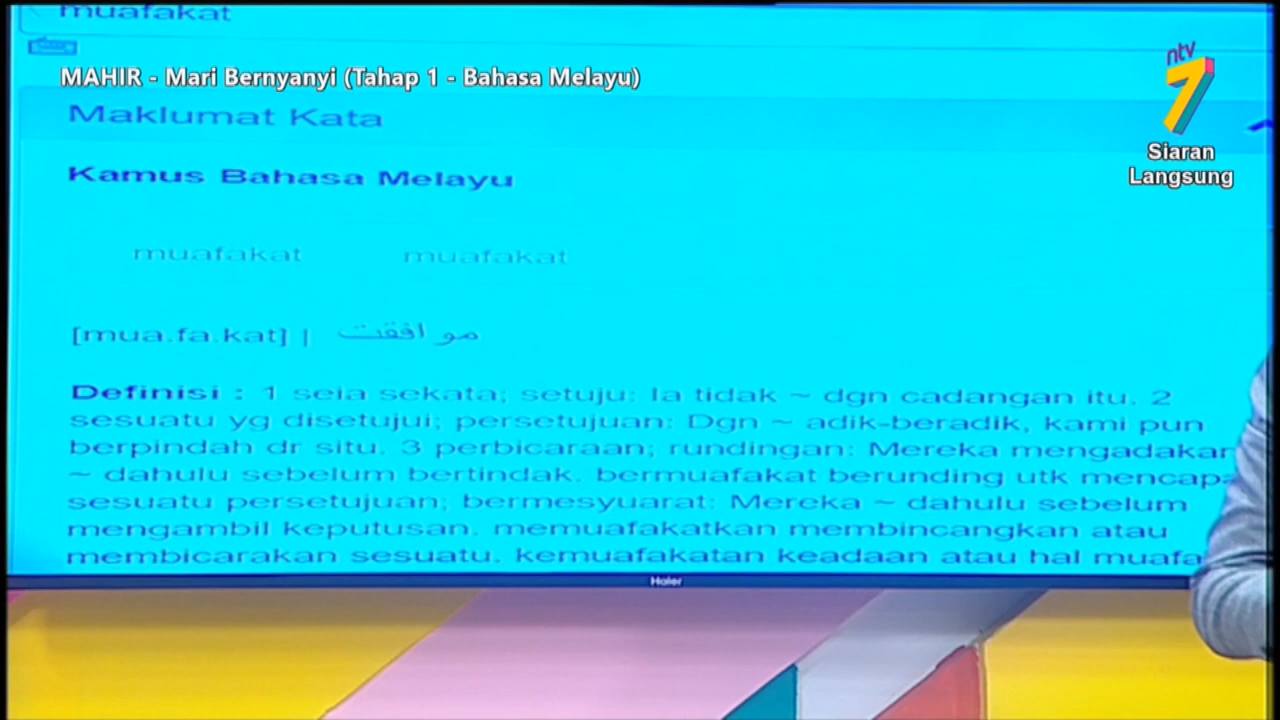 muafakat
MAHIR - Mari Bernyanyi (Tahap 1 - Bahasa Melayu)
ntv
7
Siaran
Langsung
Maklumat Kata
Kamus Bahasa Melayu
muafakat muafakat
[mua.fa.kat] | موافقت
Definisi : 1 seia sekata; setuju: Ia tidak ~ dgn cadangan itu. 2
sesuatu yg disetujui; persetujuan: Dgn ~ adik-beradik, kami pun
berpindah dr situ. 3 perbicaraan; rundingan: Mereka mengadakan
~ dahulu sebelum bertindak. bermuafakat berunding utk mencapa
sesuatu persetujuan; bermesyuarat: Mereka ~ dahulu sebelum
mengambil keputusan. memuafakatkan membincangkan atau
membicarakan sesuatu. kemuafakatan keadaan atau hal muafa
Haier